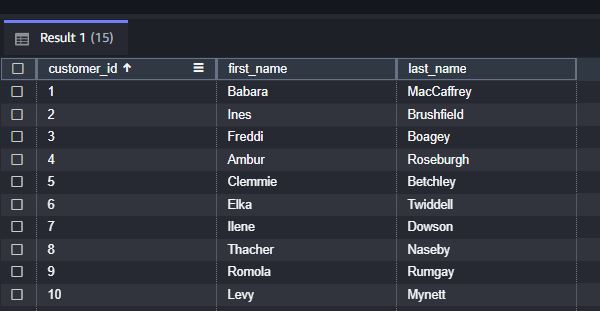 Result 1 (15)
customer_id first_name last_name
1 Babara MacCaffrey
2 Ines Brushfield
3 Freddi Boagey
4 Ambur Roseburgh
5 Clemmie Betchley
6 Elka Twiddell
7 Ilene Dowson
8 Thacher Naseby
9 Romola Rumgay
10 Levy Mynett